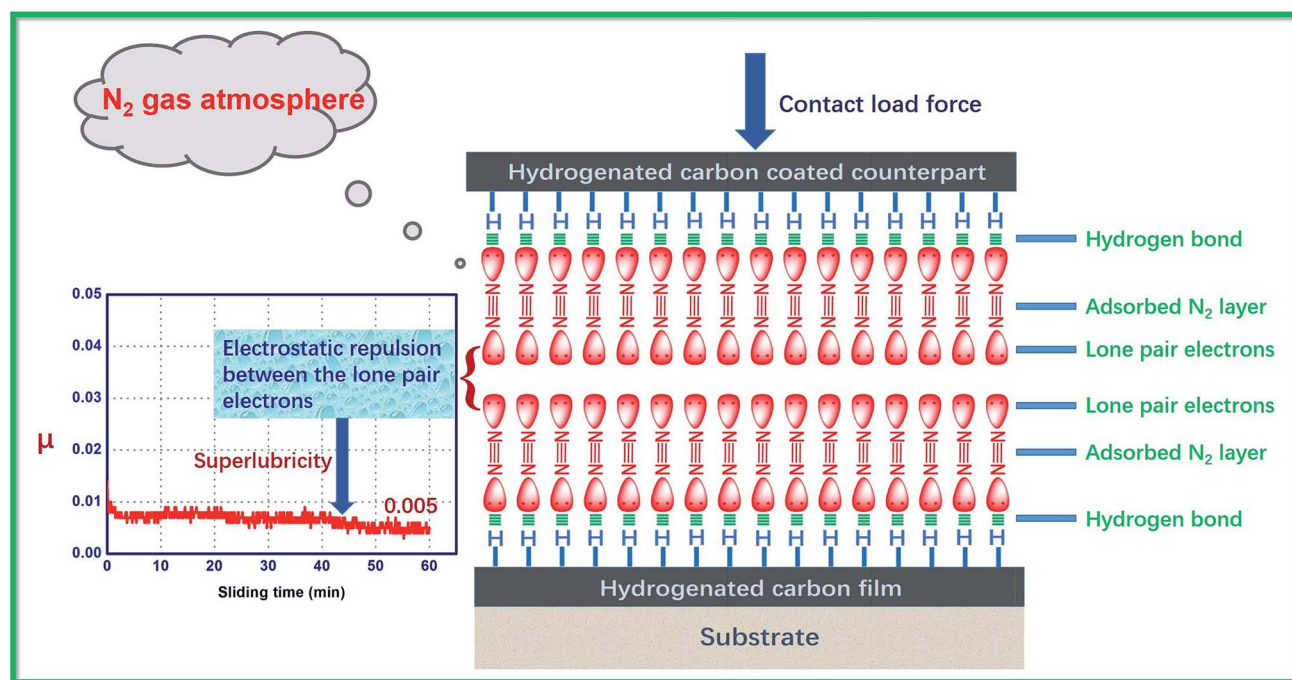 N₂ gas atmosphere
Contact load force
Hydrogenated carbon coated counterpart
H H H H H H H H H H H H H H H H
Hydrogen bond
N≡N N≡N N≡N N≡N N≡N N≡N N≡N N≡N N≡N N≡N N≡N N≡N N≡N N≡N N≡N N≡N
Adsorbed N₂ layer
Lone pair electrons
Lone pair electrons
N≡N N≡N N≡N N≡N N≡N N≡N N≡N N≡N N≡N N≡N N≡N N≡N N≡N N≡N N≡N N≡N
Adsorbed N₂ layer
Hydrogen bond
H H H H H H H H H H H H H H H H
Hydrogenated carbon film
Substrate
0.05
0.04
0.03
0.02
0.01
0.00
μ
Electrostatic repulsion
between the lone pair
electrons
{
Superlubricity
0.005
0 10 20 30 40 50 60
Sliding time (min)